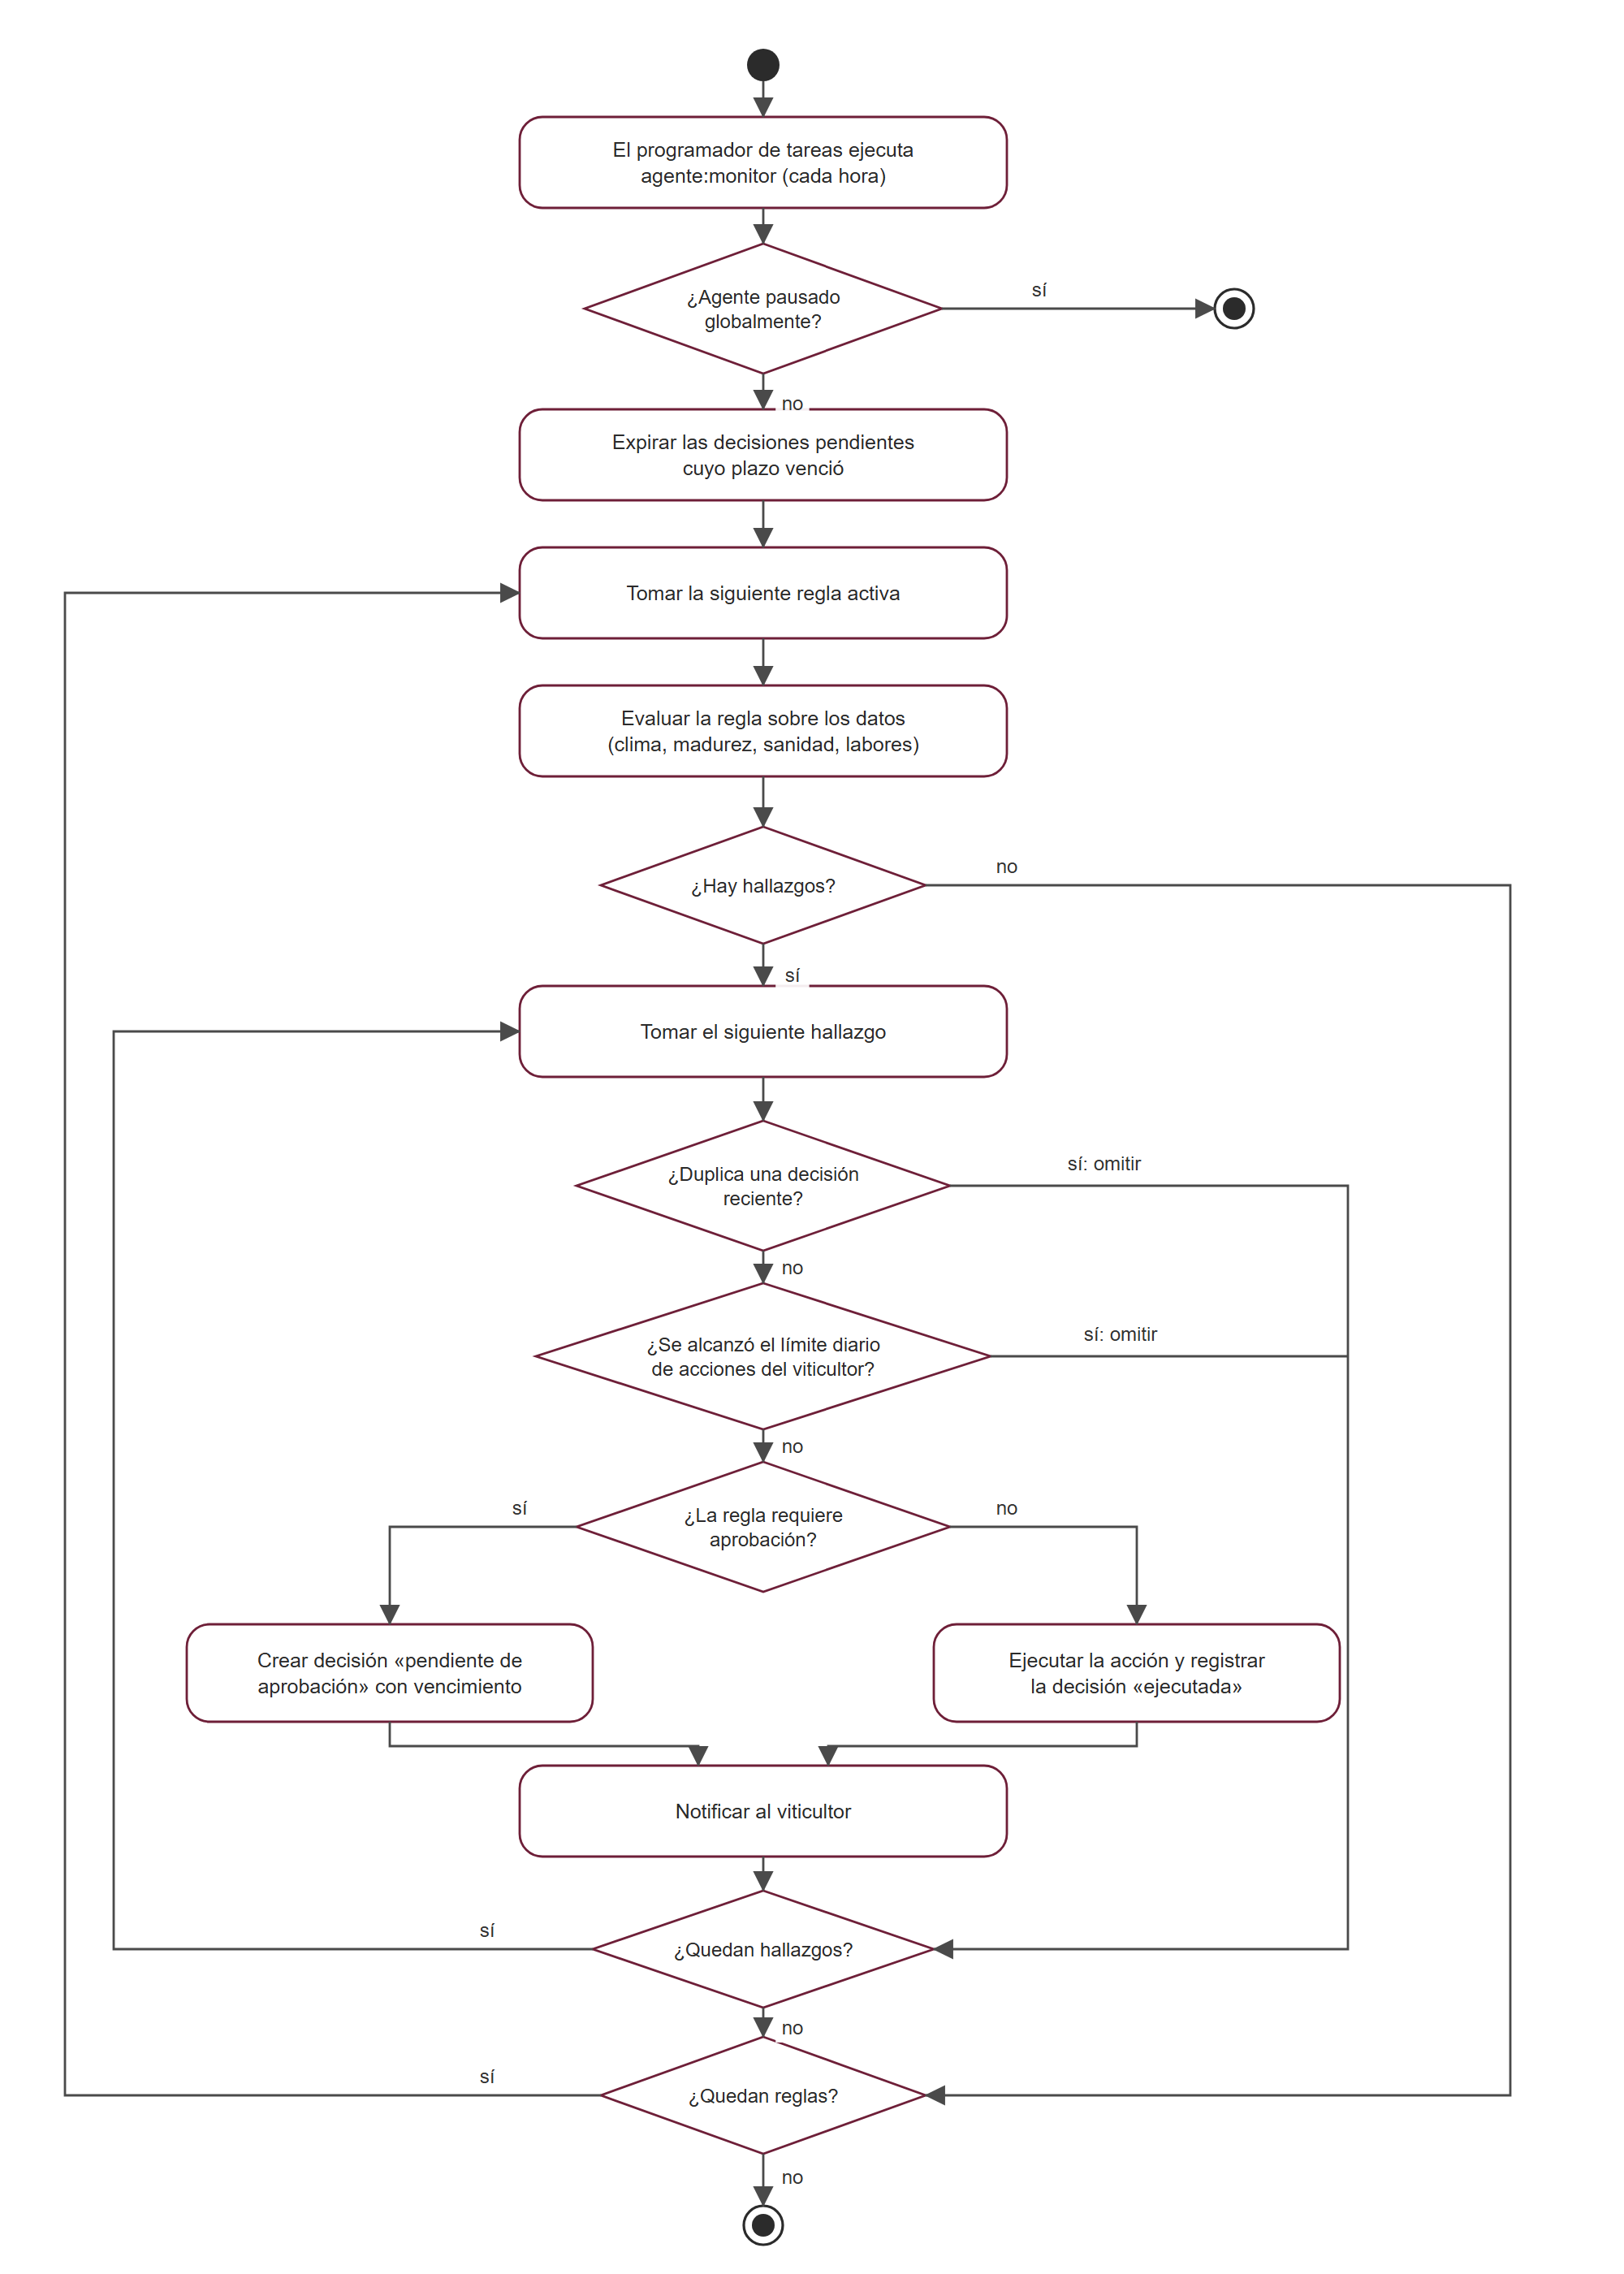 El programador de tareas ejecuta
agente:monitor (cada hora)
¿Agente pausado
globalmente?
sí
no
Expirar las decisiones pendientes
cuyo plazo venció
Tomar la siguiente regla activa
Evaluar la regla sobre los datos
(clima, madurez, sanidad, labores)
¿Hay hallazgos?
no
sí
Tomar el siguiente hallazgo
¿Duplica una decisión
reciente?
sí: omitir
no
¿Se alcanzó el límite diario
de acciones del viticultor?
sí: omitir
no
¿La regla requiere
aprobación?
sí
no
Crear decisión «pendiente de
aprobación» con vencimiento
Ejecutar la acción y registrar
la decisión «ejecutada»
Notificar al viticultor
¿Quedan hallazgos?
sí
no
¿Quedan reglas?
sí
no